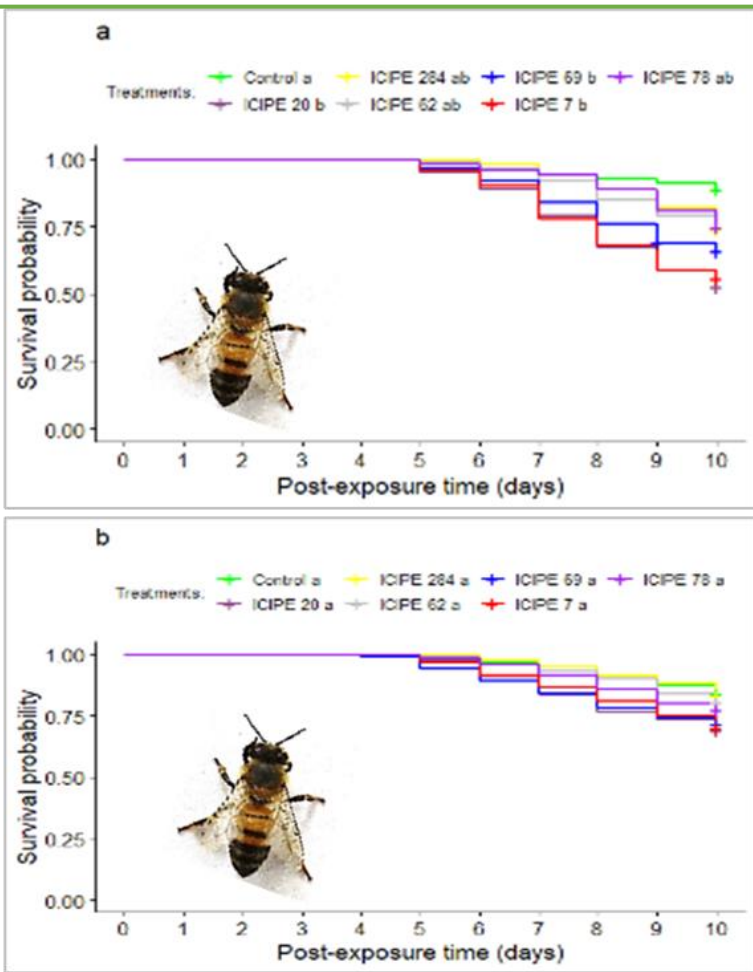 a
Treatments:
Control a ICIPE 284 ab ICIPE 69 b ICIPE 78 ab
ICIPE 20 b ICIPE 62 ab ICIPE 7 b
Survival probability
1.00
0.75
0.50
0.25
0.00
0 1 2 3 4 5 6 7 8 9 10
Post-exposure time (days)
b
Treatments:
Control a ICIPE 284 a ICIPE 69 a ICIPE 78 a
ICIPE 20 a ICIPE 62 a ICIPE 7 a
Survival probability
1.00
0.75
0.50
0.25
0.00
0 1 2 3 4 5 6 7 8 9 10
Post-exposure time (days)